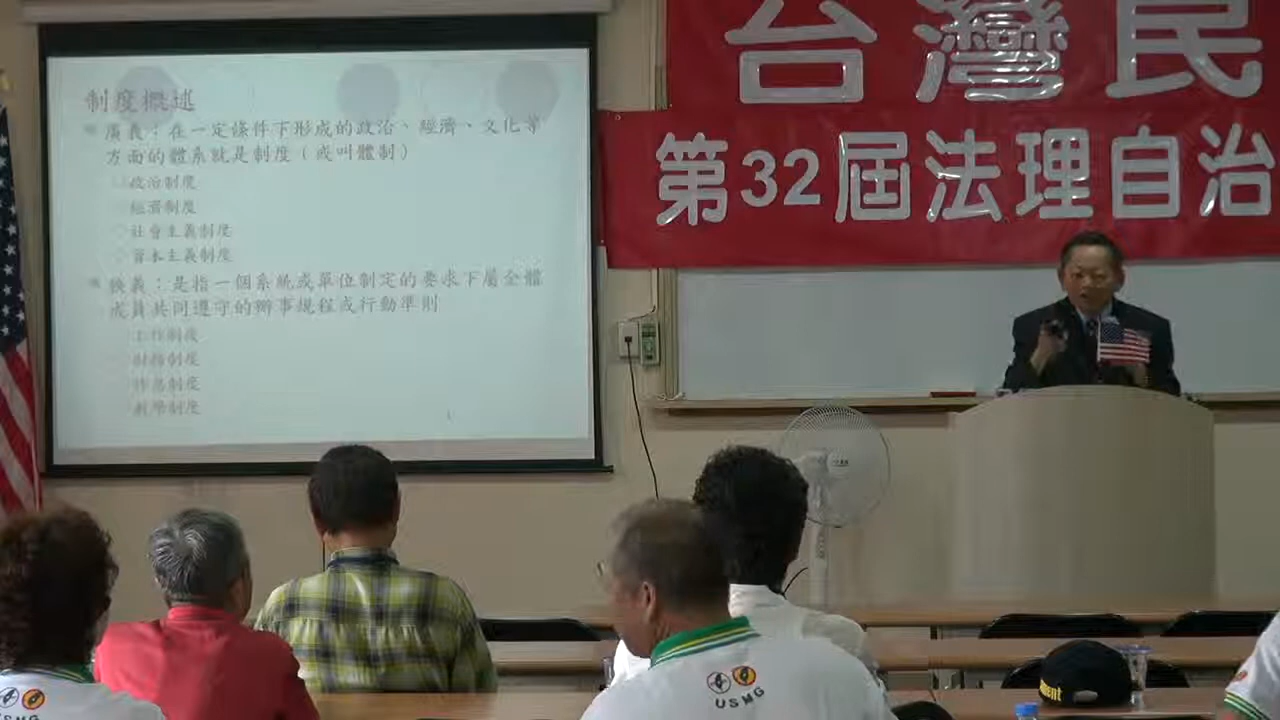 制度概述
廣義：在一定條件下形成的政治、經濟、文化等
方面的體系就是制度（或叫體制）
政治制度
經濟制度
社會主義制度
資本主義制度
狹義：是指一個系統或單位制定的要求下屬全體
成員共同遵守的辦事規程或行動準則
工作制度
財務制度
作息制度
教學制度
台灣民
第32屆法理自治
USMG
USMG